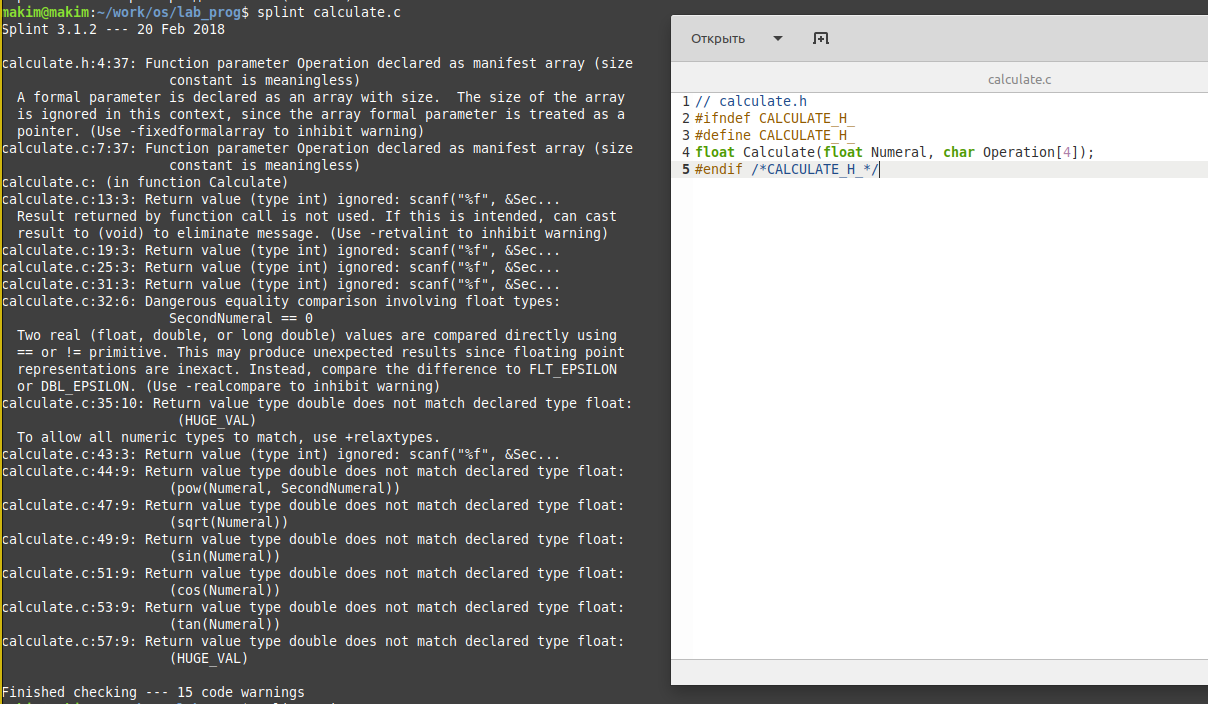 makim@makim:~/work/os/lab_prog$ splint calculate.c
Splint 3.1.2 --- 20 Feb 2018
calculate.h:4:37: Function parameter Operation declared as manifest array (size
constant is meaningless)
A formal parameter is declared as an array with size.  The size of the array
is ignored in this context, since the array formal parameter is treated as a
pointer. (Use -fixedformalarray to inhibit warning)
calculate.c:7:37: Function parameter Operation declared as manifest array (size
constant is meaningless)
calculate.c: (in function Calculate)
calculate.c:13:3: Return value (type int) ignored: scanf("%f", &Sec...
Result returned by function call is not used. If this is intended, can cast
result to (void) to eliminate message. (Use -retvalint to inhibit warning)
calculate.c:19:3: Return value (type int) ignored: scanf("%f", &Sec...
calculate.c:25:3: Return value (type int) ignored: scanf("%f", &Sec...
calculate.c:31:3: Return value (type int) ignored: scanf("%f", &Sec...
calculate.c:32:6: Dangerous equality comparison involving float types:
SecondNumeral == 0
Two real (float, double, or long double) values are compared directly using
== or != primitive. This may produce unexpected results since floating point
representations are inexact. Instead, compare the difference to FLT_EPSILON
or DBL_EPSILON. (Use -realcompare to inhibit warning)
calculate.c:35:10: Return value type double does not match declared type float:
(HUGE_VAL)
To allow all numeric types to match, use +relaxtypes.
calculate.c:43:3: Return value (type int) ignored: scanf("%f", &Sec...
calculate.c:44:9: Return value type double does not match declared type float:
(pow(Numeral, SecondNumeral))
calculate.c:47:9: Return value type double does not match declared type float:
(sqrt(Numeral))
calculate.c:49:9: Return value type double does not match declared type float:
(sin(Numeral))
calculate.c:51:9: Return value type double does not match declared type float:
(cos(Numeral))
calculate.c:53:9: Return value type double does not match declared type float:
(tan(Numeral))
calculate.c:57:9: Return value type double does not match declared type float:
(HUGE_VAL)
Finished checking --- 15 code warnings
Открыть
calculate.c
1 // calculate.h
2 #ifndef CALCULATE_H_
3 #define CALCULATE_H_
4 float Calculate(float Numeral, char Operation[4]);
5 #endif /*CALCULATE_H_*/